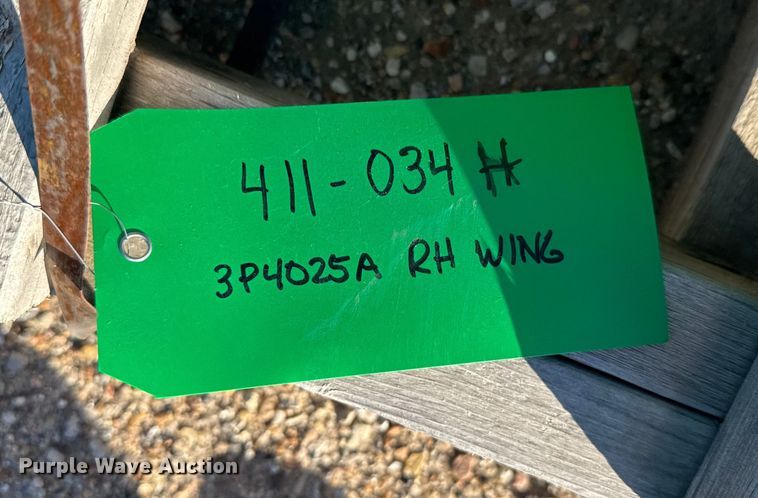 411-034 H
3P4025A RH WING
Purple Wave Auction